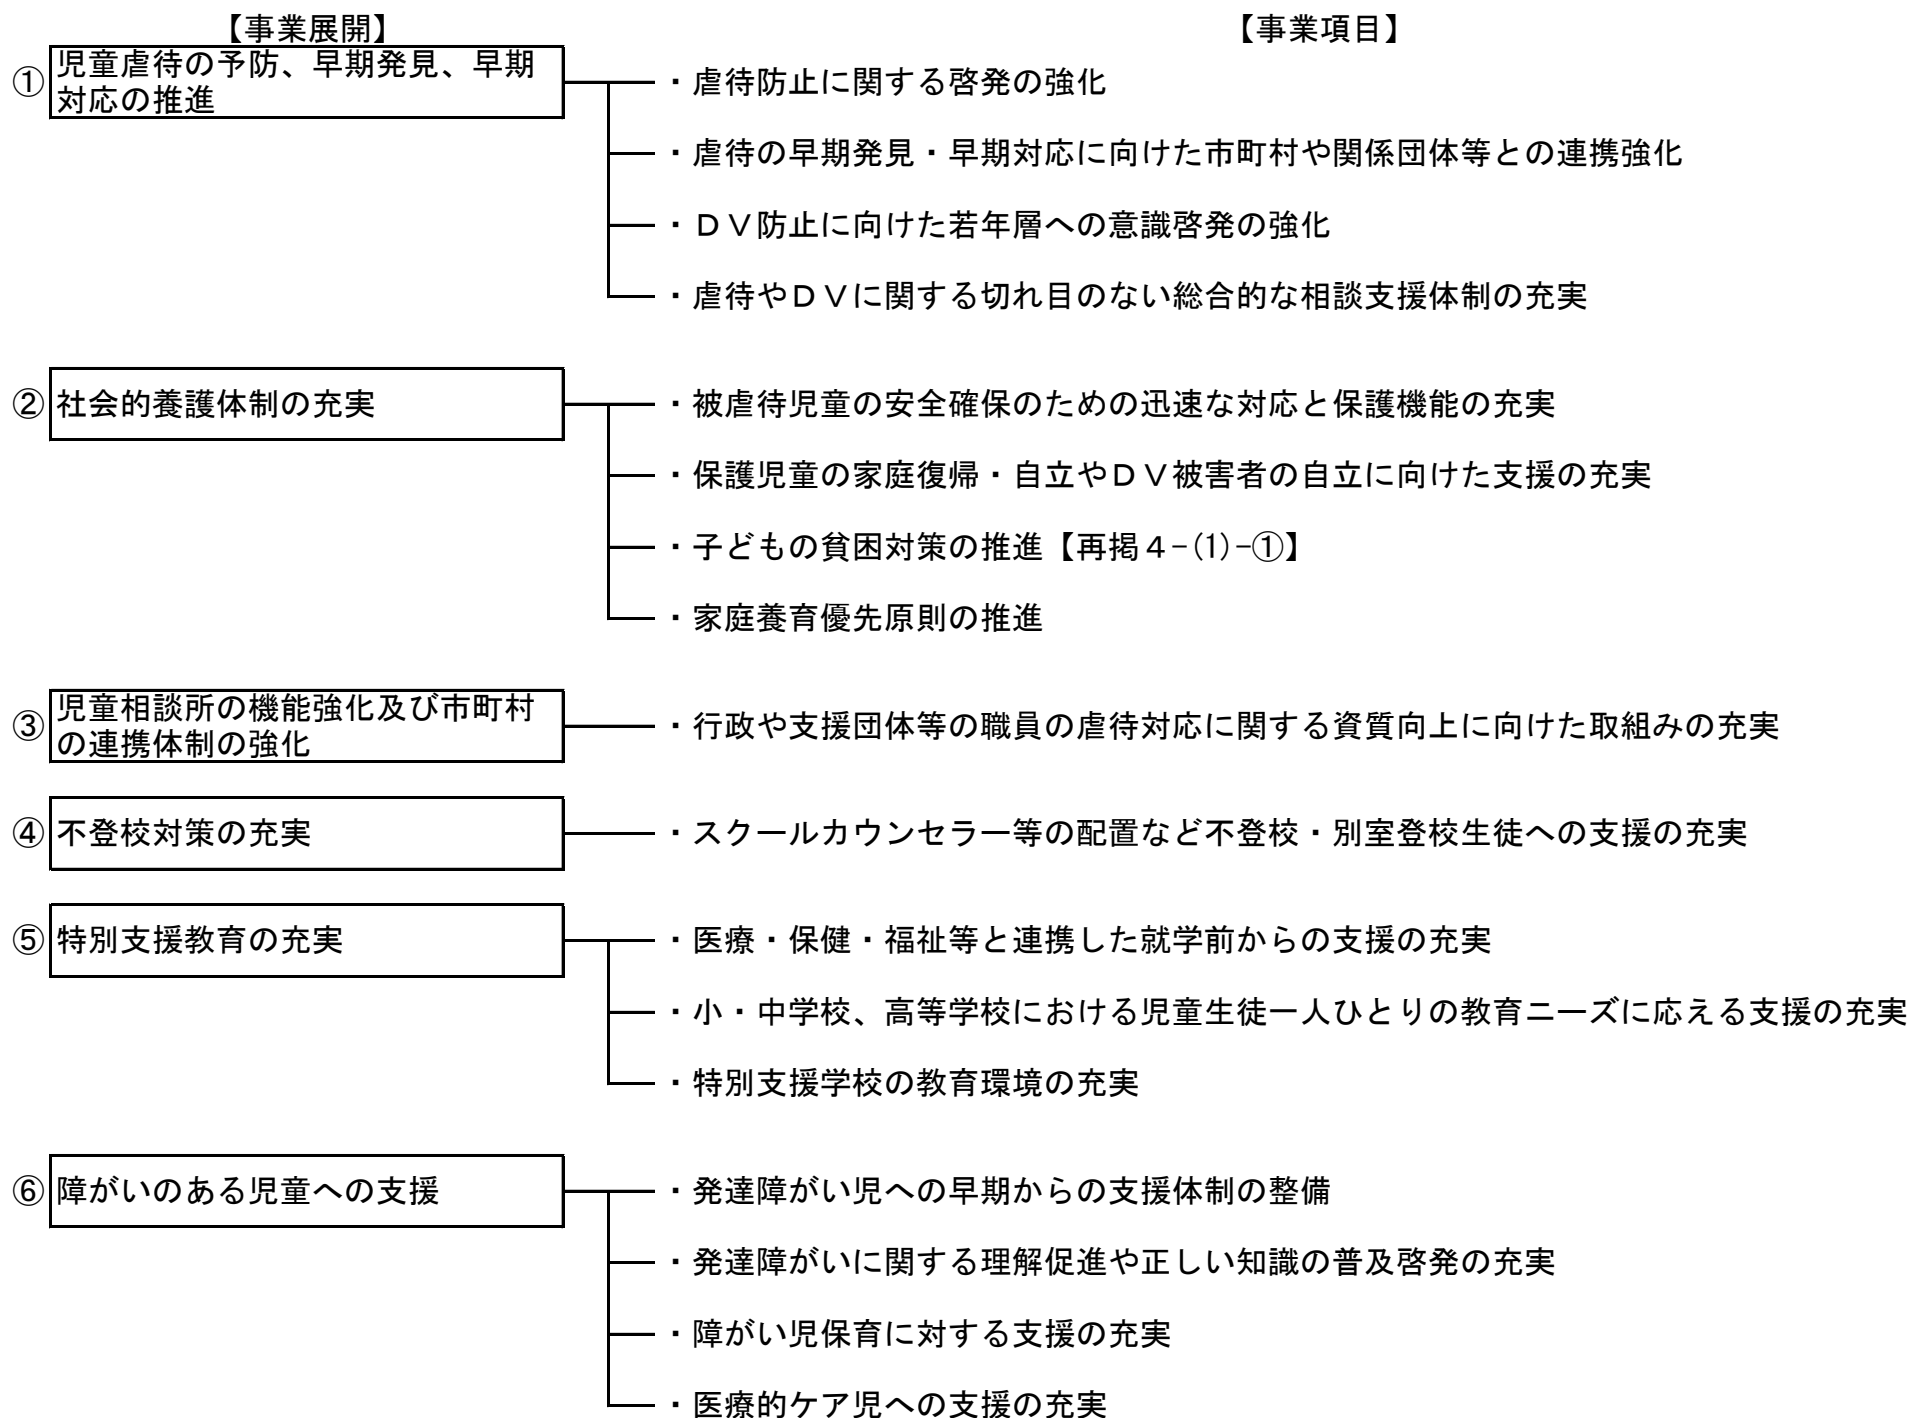 【事業展開】 【事業項目】
① 児童虐待の予防、早期発見、早期
対応の推進
・虐待防止に関する啓発の強化
・虐待の早期発見・早期対応に向けた市町村や関係団体等との連携強化
・ＤＶ防止に向けた若年層への意識啓発の強化
・虐待やＤＶに関する切れ目のない総合的な相談支援体制の充実
② 社会的養護体制の充実
・被虐待児童の安全確保のための迅速な対応と保護機能の充実
・保護児童の家庭復帰・自立やＤＶ被害者の自立に向けた支援の充実
・子どもの貧困対策の推進【再掲４-(1)-①】
・家庭養育優先原則の推進
③ 児童相談所の機能強化及び市町村
の連携体制の強化
・行政や支援団体等の職員の虐待対応に関する資質向上に向けた取組みの充実
④ 不登校対策の充実
・スクールカウンセラー等の配置など不登校・別室登校生徒への支援の充実
⑤ 特別支援教育の充実
・医療・保健・福祉等と連携した就学前からの支援の充実
・小・中学校、高等学校における児童生徒一人ひとりの教育ニーズに応える支援の充実
・特別支援学校の教育環境の充実
⑥ 障がいのある児童への支援
・発達障がい児への早期からの支援体制の整備
・発達障がいに関する理解促進や正しい知識の普及啓発の充実
・障がい児保育に対する支援の充実
・医療的ケア児への支援の充実